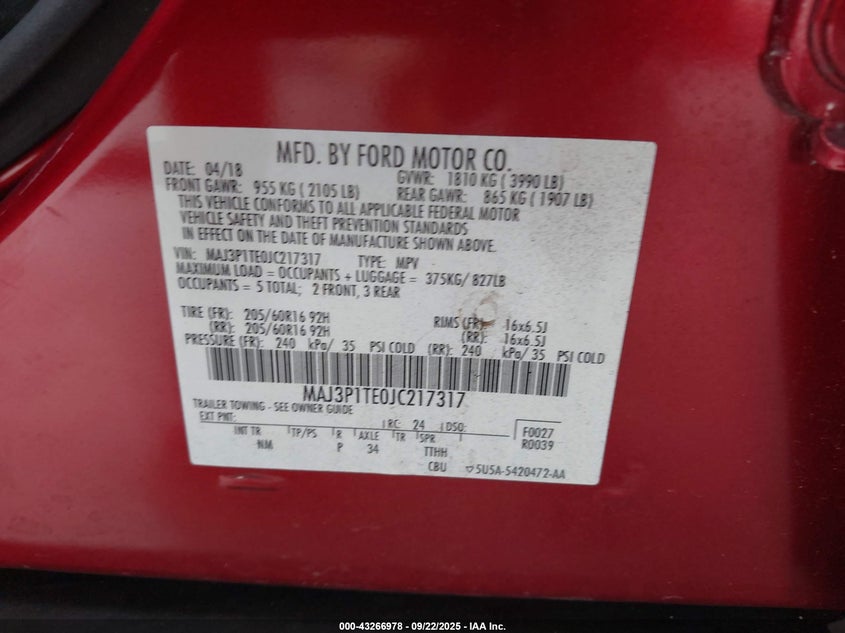 MFD. BY FORD MOTOR CO.
DATE: 04/18 GVWR: 1810 KG ( 3990 LB)
FRONT GAWR: 955 KG ( 2105 LB) REAR GAWR: 865 KG ( 1907 LB)
THIS VEHICLE CONFORMS TO ALL APPLICABLE FEDERAL MOTOR
VEHICLE SAFETY AND THEFT PREVENTION STANDARDS
IN EFFECT ON THE DATE OF MANUFACTURE SHOWN ABOVE.
VIN: MAJ3P1TE0JC217317 TYPE: MPV
MAXIMUM LOAD = OCCUPANTS + LUGGAGE = 375KG/ 827LB
OCCUPANTS = 5 TOTAL; 2 FRONT, 3 REAR
TIRE (FR): 205/60R16 92H RIMS (FR): 16x6.5J
(RR): 205/60R16 92H (RR): 16x6.5J
PRESSURE (FR): 240 kPa/ 35 PSI COLD (RR): 240 kPa/ 35 PSI COLD
MAJ3P1TE0JC217317
TRAILER TOWING - SEE OWNER GUIDE
EXT PNT: RC: 24 DSO: F0027
INT TR TP/PS R AXLE TR SPR R0039
NM P 34 TTHH
CBU 5U5A-5420472-AA
000-43266978 - 09/22/2025 - IAA Inc.